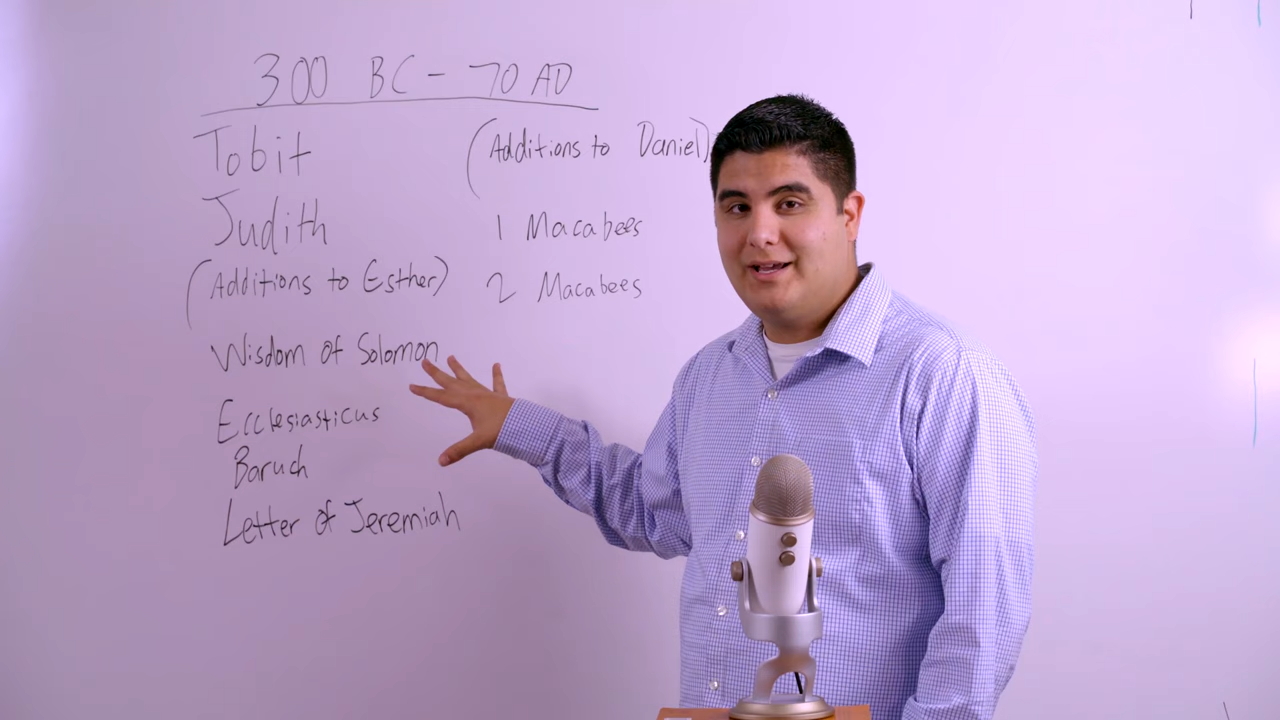 300 BC - 70 AD
Tobit
Judith
(Additions to Esther)
Wisdom of Solomon
Ecclesiasticus
Baruch
Letter of Jeremiah
(Additions to Daniel)
1 Macabees
2 Macabees